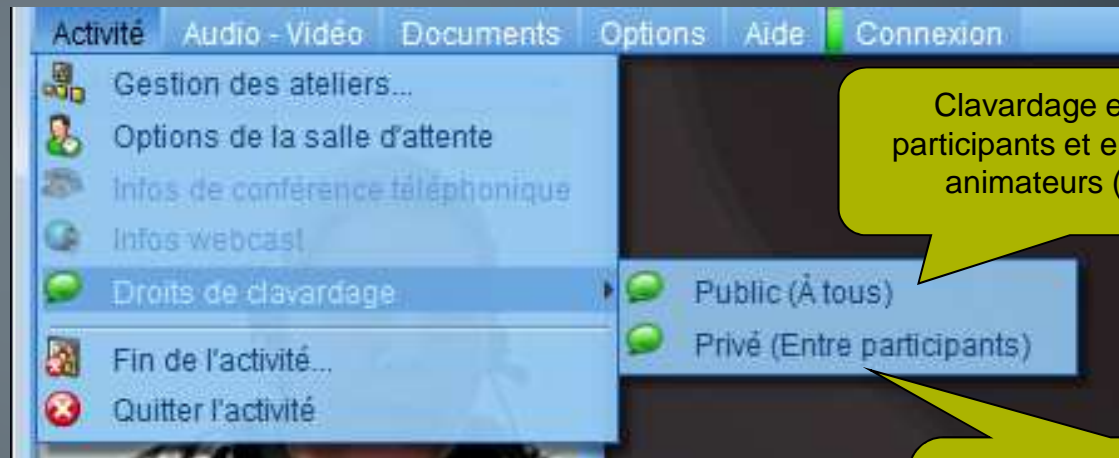 Activité Audio - Vidéo Documents Options Aide Connexion
Gestion des ateliers...
Options de la salle d'attente
Infos de conférence téléphonique
Infos webcast
Droits de clavardage
Public (À tous)
Privé (Entre participants)
Fin de l'activité...
Quitter l'activité
Clavardage
participants et
animateurs (